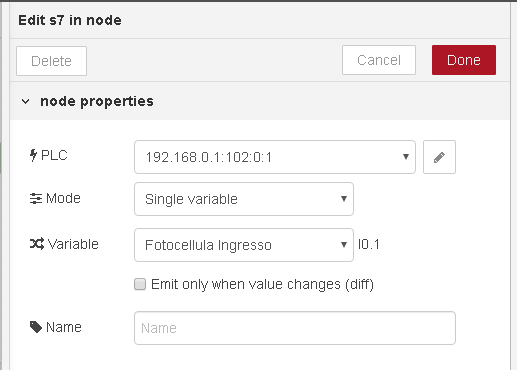 Edit s7 in node
Delete Cancel Done
node properties
PLC 192.168.0.1:102:0:1
Mode Single variable
Variable Fotocellula Ingresso I0.1
Emit only when value changes (diff)
Name Name